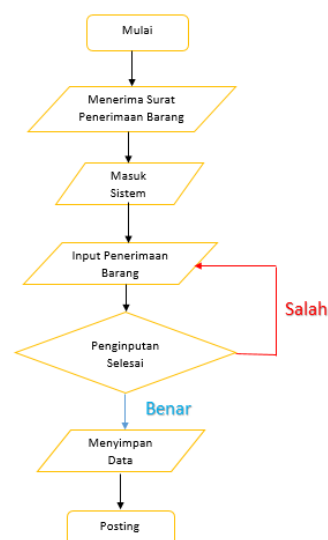 Mulai
Menerima Surat
Penerimaan Barang
Masuk
Sistem
Input Penerimaan
Barang
Salah
Penginputan
Selesai
Benar
Menyimpan
Data
Posting